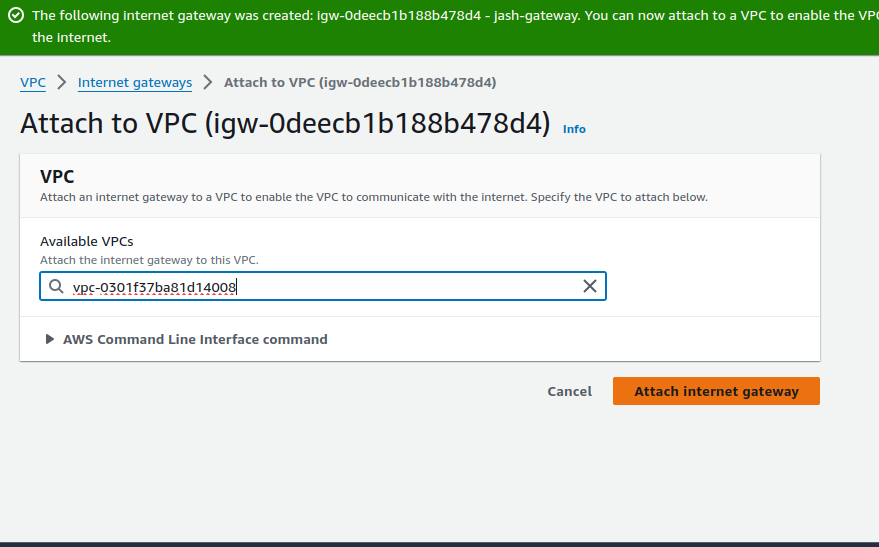 The following internet gateway was created: igw-0deecb1b188b478d4 - jash-gateway. You can now attach to a VPC to enable the VPC
the internet.
VPC > Internet gateways > Attach to VPC (igw-0deecb1b188b478d4)
Attach to VPC (igw-0deecb1b188b478d4) Info
VPC
Attach an internet gateway to a VPC to enable the VPC to communicate with the internet. Specify the VPC to attach below.
Available VPCs
Attach the internet gateway to this VPC.
vpc-0301f37ba81d14008
AWS Command Line Interface command
Cancel Attach internet gateway